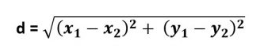 d = √(x₁ − x₂)² + (y₁ − y₂)²